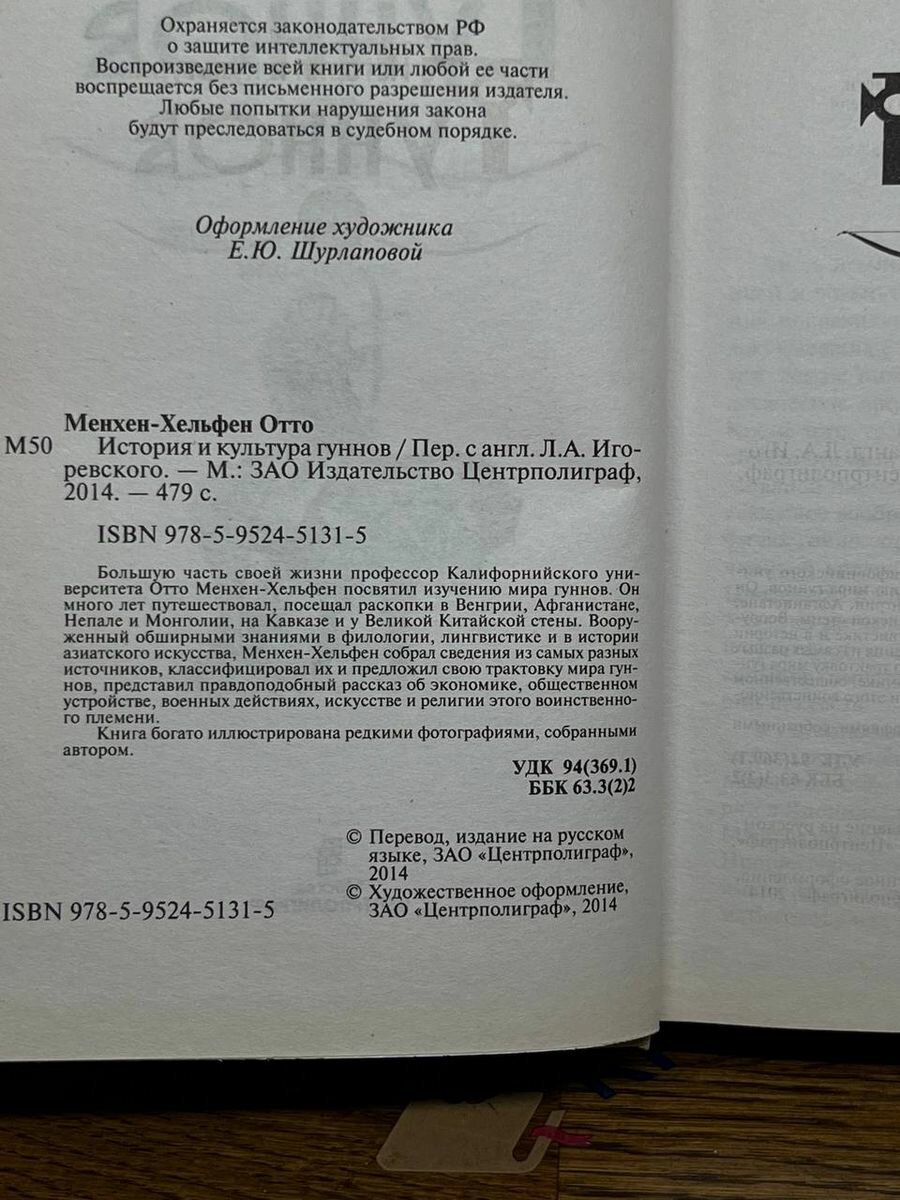 Охраняется законодательством РФ
о защите интеллектуальных прав.
Воспроизведение всей книги или любой ее части
воспрещается без письменного разрешения издателя.
Любые попытки нарушения закона
будут преследоваться в судебном порядке.
Оформление художника
Е.Ю. Шурлаповой
Менхен-Хельфен Отто
М50 История и культура гуннов / Пер. с англ. Л.А. Иго-
ревского. — М.: ЗАО Издательство Центрполиграф,
2014. — 479 с.
ISBN 978-5-9524-5131-5
Большую часть своей жизни профессор Калифорнийского уни-
верситета Отто Менхен-Хельфен посвятил изучению мира гуннов. Он
много лет путешествовал, посещал раскопки в Венгрии, Афганистане,
Непале и Монголии, на Кавказе и у Великой Китайской стены. Воору-
женный обширными знаниями в филологии, лингвистике и в истории
азиатского искусства, Менхен-Хельфен собрал сведения из самых разных
источников, классифицировал их и предложил свою трактовку мира гун-
нов, представил правдоподобный рассказ об экономике, общественном
устройстве, военных действиях, искусстве и религии этого воинственно-
го племени.
Книга богато иллюстрирована редкими фотографиями, собранными
автором.
УДК 94(369.1)
ББК 63.3(2)2
© Перевод, издание на русском
языке, ЗАО «Центрполиграф»,
2014
© Художественное оформление,
ЗАО «Центрполиграф», 2014
ISBN 978-5-9524-5131-5